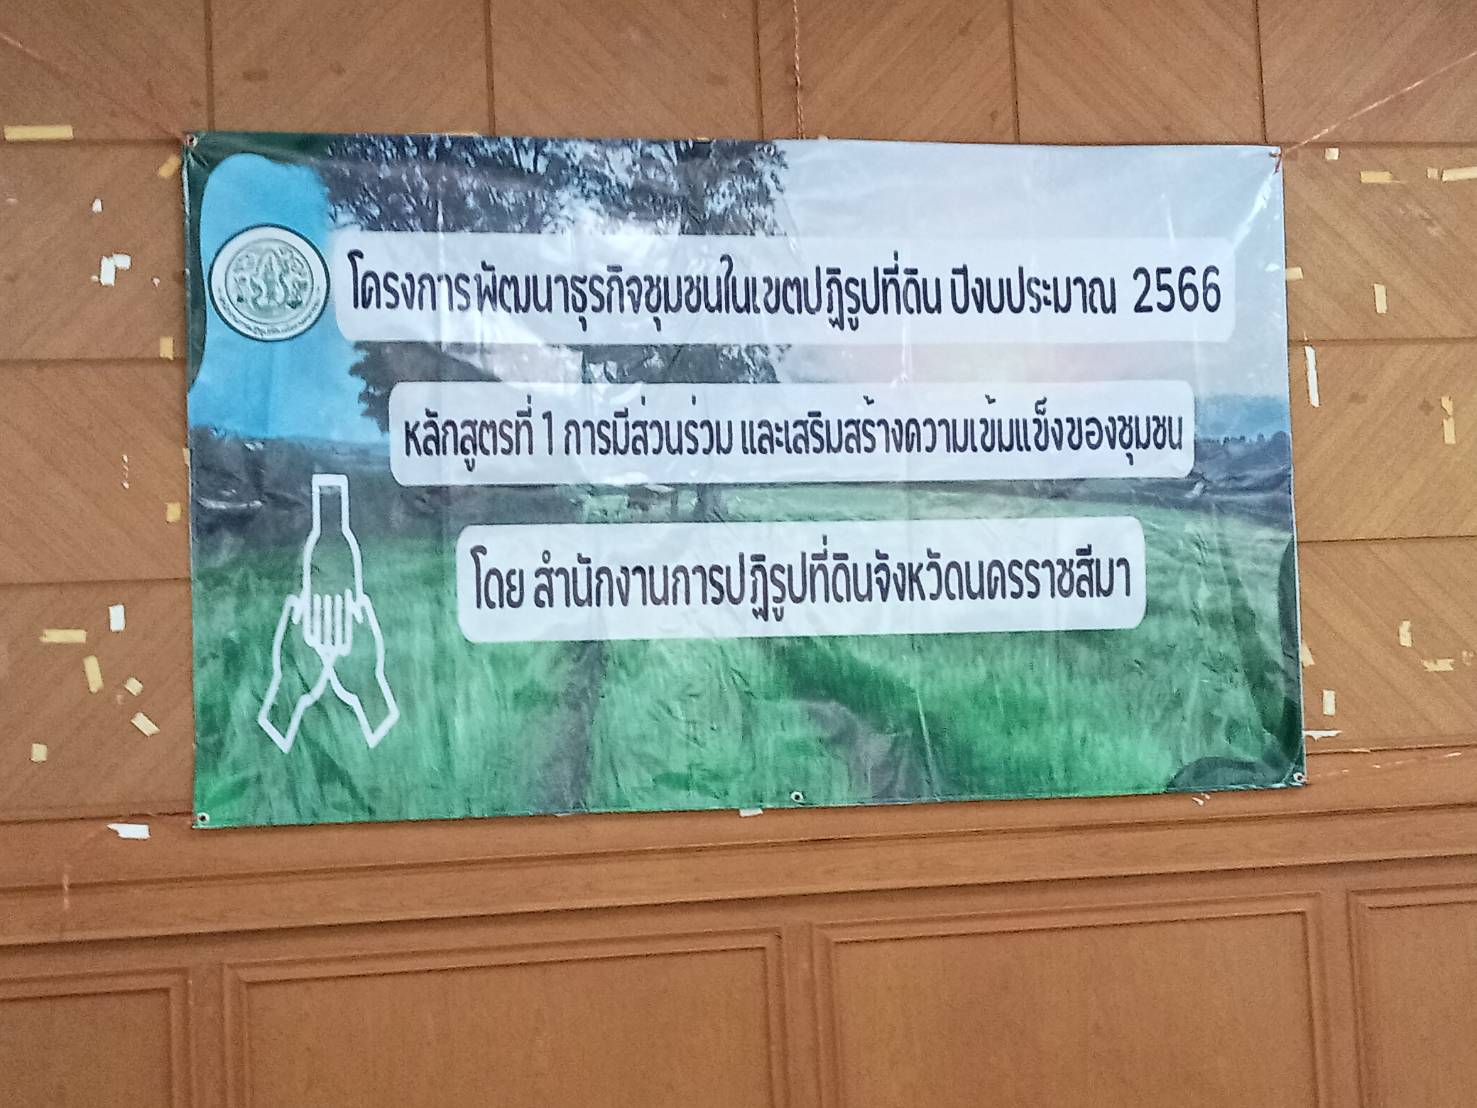 โครงการพัฒนาธุรกิจชุมชนในเขตปฏิรูปที่ดิน ปีงบประมาณ 2566
หลักสูตรที่ 1 การมีส่วนร่วม และเสริมสร้างความเข้มแข็งของชุมชน
โดย สำนักงานการปฏิรูปที่ดินจังหวัดนครราชสีมา